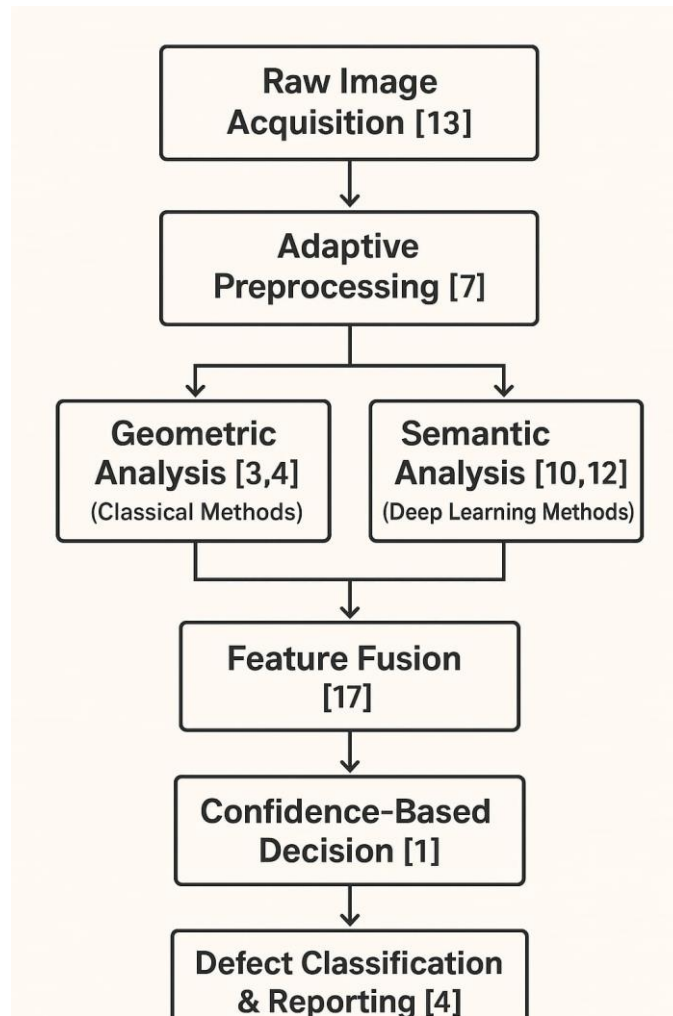 Raw Image
Acquisition [13]
Adaptive
Preprocessing [7]
Geometric
Analysis [3,4]
(Classical Methods)
Semantic
Analysis [10,12]
(Deep Learning Methods)
Feature Fusion
[17]
Confidence-Based
Decision [1]
Defect Classification
& Reporting [4]